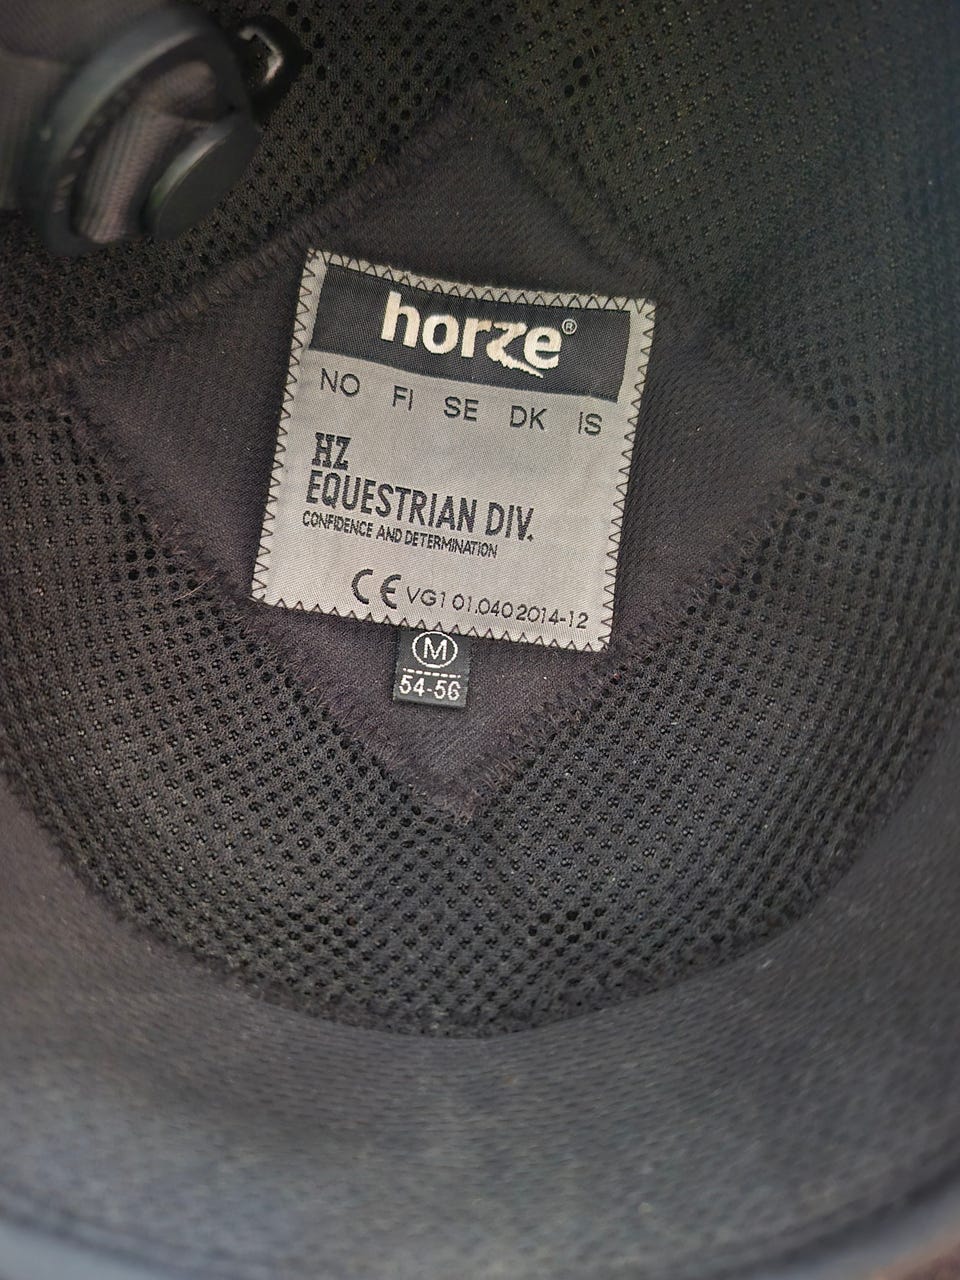 horze®
NO FI SE DK IS
HZ
EQUESTRIAN DIV.
CONFIDENCE AND DETERMINATION
CE VG1 01.040 2014-12
M
54-56